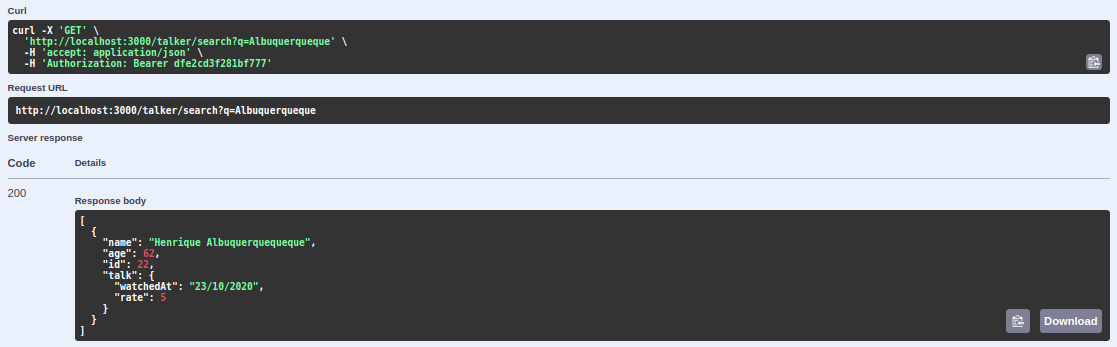 Curl
curl -X 'GET' \
'http://localhost:3000/talker/search?q=Albuquerqueque' \
-H 'accept: application/json' \
-H 'Authorization: Bearer dfe2cd3f281bf777'
Request URL
http://localhost:3000/talker/search?q=Albuquerqueque
Server response
Code Details
200
Response body
[
{
"name": "Henrique Albuquerquequeque",
"age": 62,
"id": 22,
"talk": {
"watchedAt": "23/10/2020",
"rate": 5
}
}
]
Download